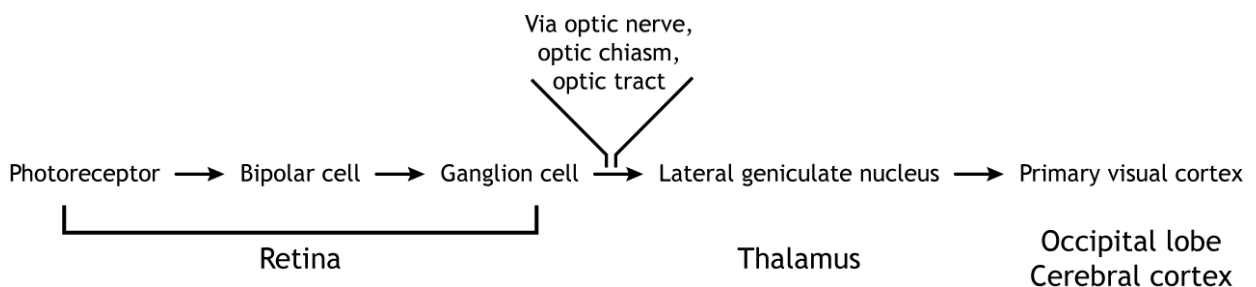 Via optic nerve,
optic chiasm,
optic tract
Photoreceptor
Bipolar cell
Ganglion cell
Lateral geniculate nucleus
Primary visual cortex
Retina
Thalamus
Occipital lobe
Cerebral cortex